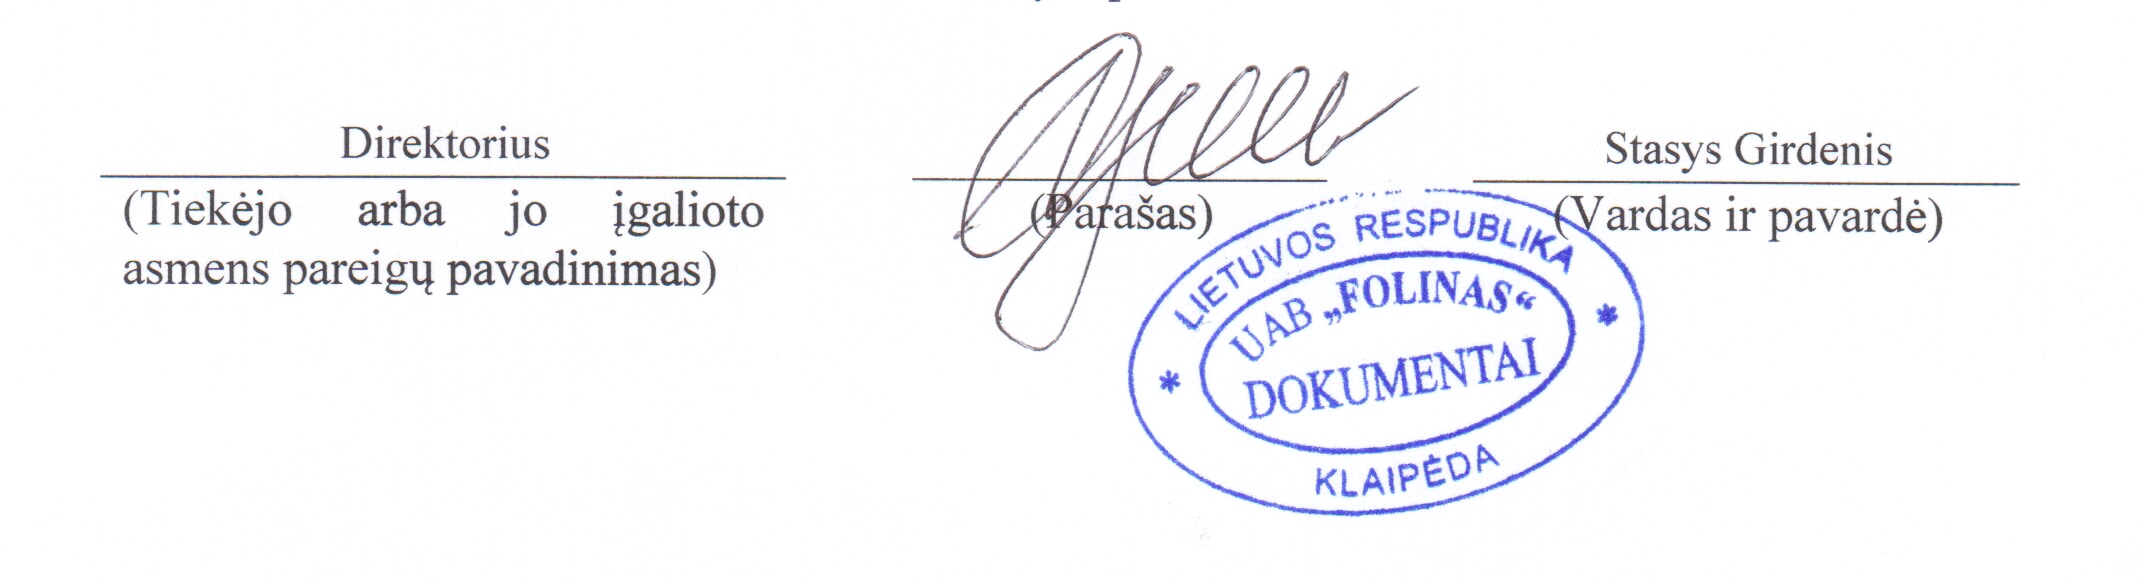 Direktorius
Stasys Girdenis
(Tiekėjo arba jo įgalioto
asmens pareigų pavadinimas)
(Parašas)
(Vardas ir pavardė)
LIETUVOS RESPUBLIKA
UAB „FOLINAS“
DOKUMENTAI
KLAIPĖDA